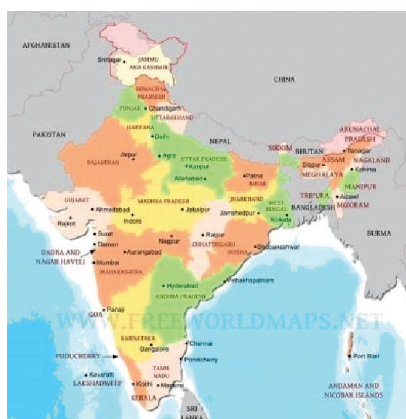 AFGHANISTAN
Srinagar
JAMMU
AND KASHMIR
CHINA
HIMACHAL
PRADESH
PUNJAB
Chandigarh
UTTARAKHAND
HARYANA
PAKISTAN
Delhi
NEPAL
SIKKIM
BHUTAN
ARUNACHAL
PRADESH
Itanagar
ASSAM
NAGALAND
Dispur
Kohima
MEGHALAYA
MANIPUR
RAJASTHAN
Jaipur
Agra
UTTAR PRADESH
Kanpur
Allahabad
Patna
BIHAR
TRIPURA
Aizawl
MIZORAM
BANGLADESH
GUJARAT
Ahmedabad
Rajkot
MADHYA PRADESH
Indore
Jabalpur
JHARKHAND
Jamshedpur
WEST
BENGAL
Kolkata
BURMA
Surat
Daman
DADRA AND
NAGAR HAVELI
Nagpur
Raipur
CHHATTISGARH
ODISHA
Bhubaneshwar
Mumbai
Aurangabad
MAHARASHTRA
Hyderabad
Vishakhapatnam
ANDHRA PRADESH
Panaji
GOA
WWW.FREEWORLDMAPS.NET
KARNATAKA
Bangalore
Chennai
PUDUCHERRY
Pondicherry
Kavaratti
LAKSHADWEEP
TAMIL
NADU
Kochi
Madurai
KERALA
SRI
LANKA
Port Blair
ANDAMAN AND
NICOBAR ISLANDS